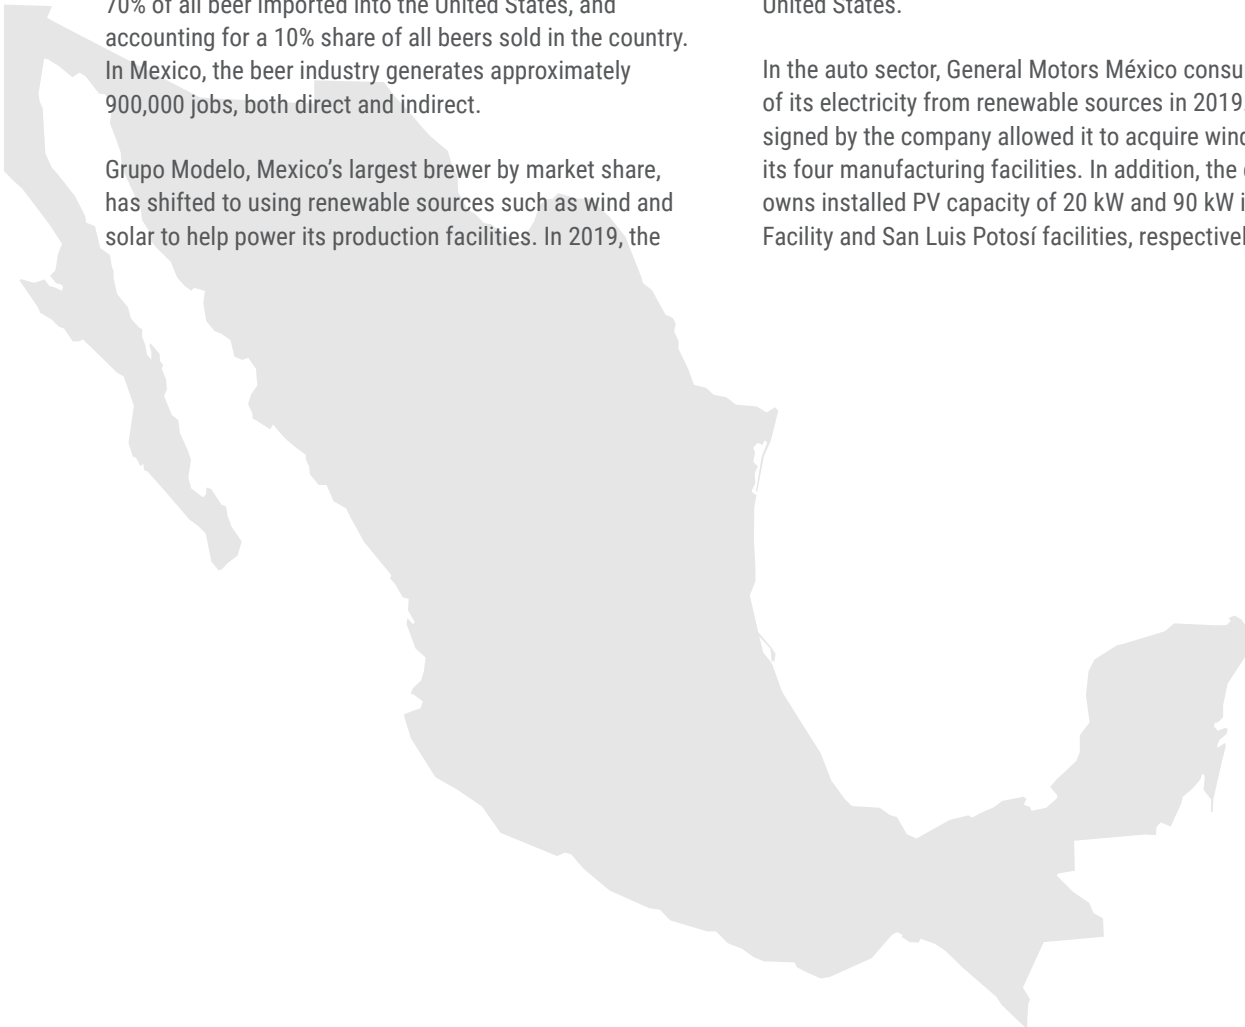 70% of all beer imported into the United States, and
accounting for a 10% share of all beers sold in the country.
In Mexico, the beer industry generates approximately
900,000 jobs, both direct and indirect.
Grupo Modelo, Mexico’s largest brewer by market share,
has shifted to using renewable sources such as wind and
solar to help power its production facilities. In 2019, the
United States.
In the auto sector, General Motors México
of its electricity from renewable sources in 2019.
signed by the company allowed it to acquire
its four manufacturing facilities. In addition, the
owns installed PV capacity of 20 kW and 90 kW
Facility and San Luis Potosí facilities,